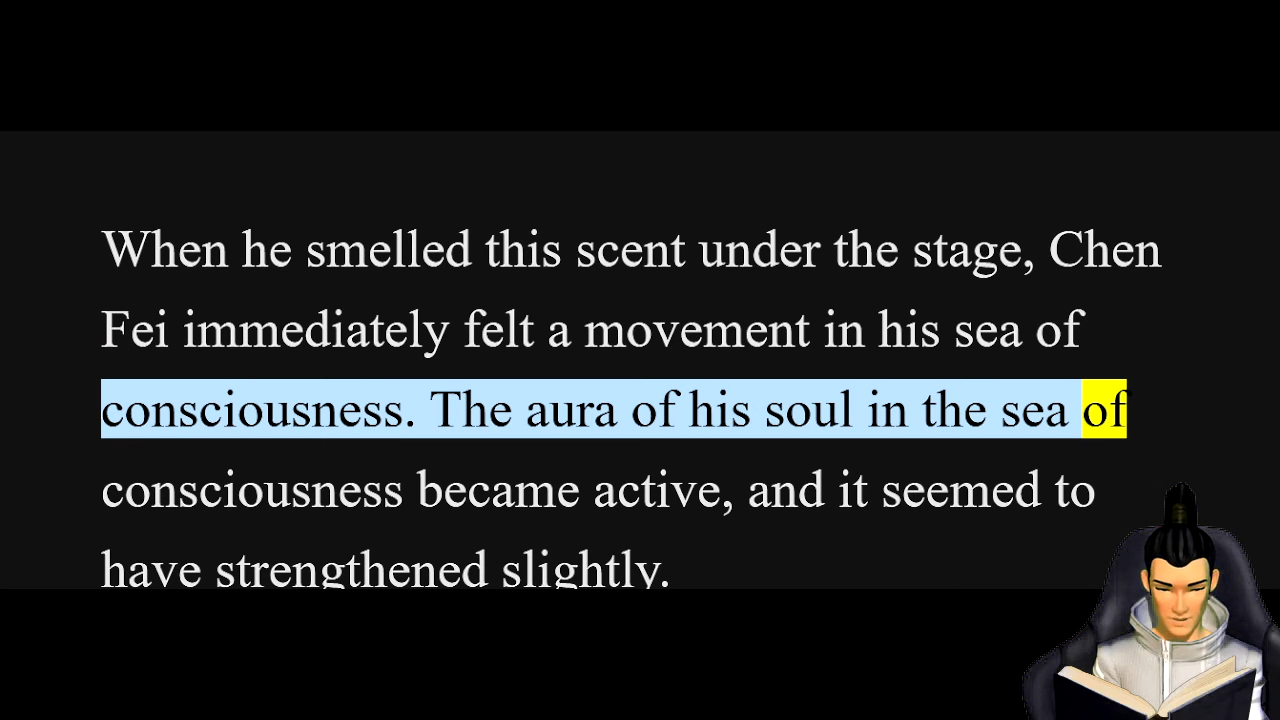 When he smelled this scent under the stage, Chen
Fei immediately felt a movement in his sea of
consciousness. The aura of his soul in the sea of
consciousness became active, and it seemed to
have strengthened slightly.